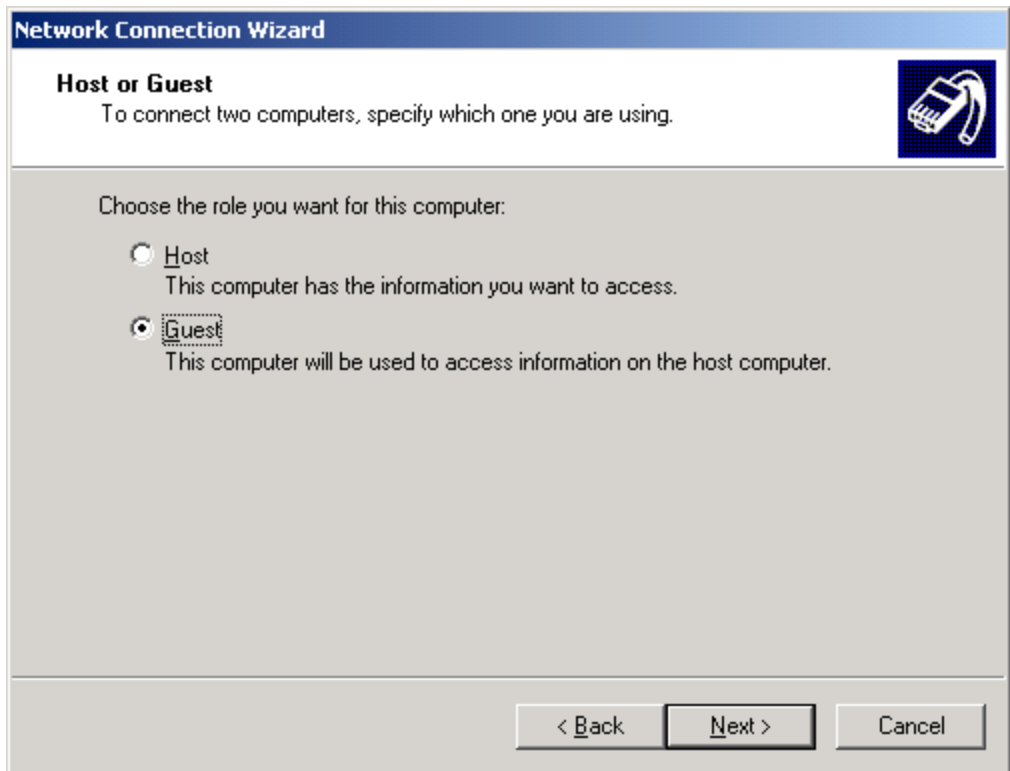 Network Connection Wizard
Host or Guest
To connect two computers, specify which one you are using.
Choose the role you want for this computer:
Host
This computer has the information you want to access.
Guest
This computer will be used to access information on the host computer.
< Back Next > Cancel